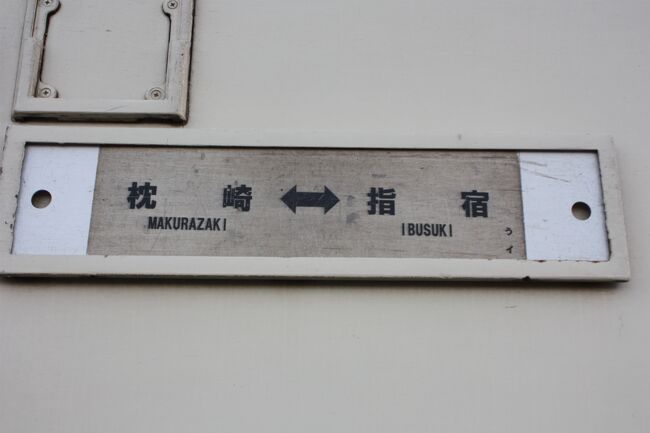 枕崎 ↔ 指宿
MAKURAZAKI IBUSUKI